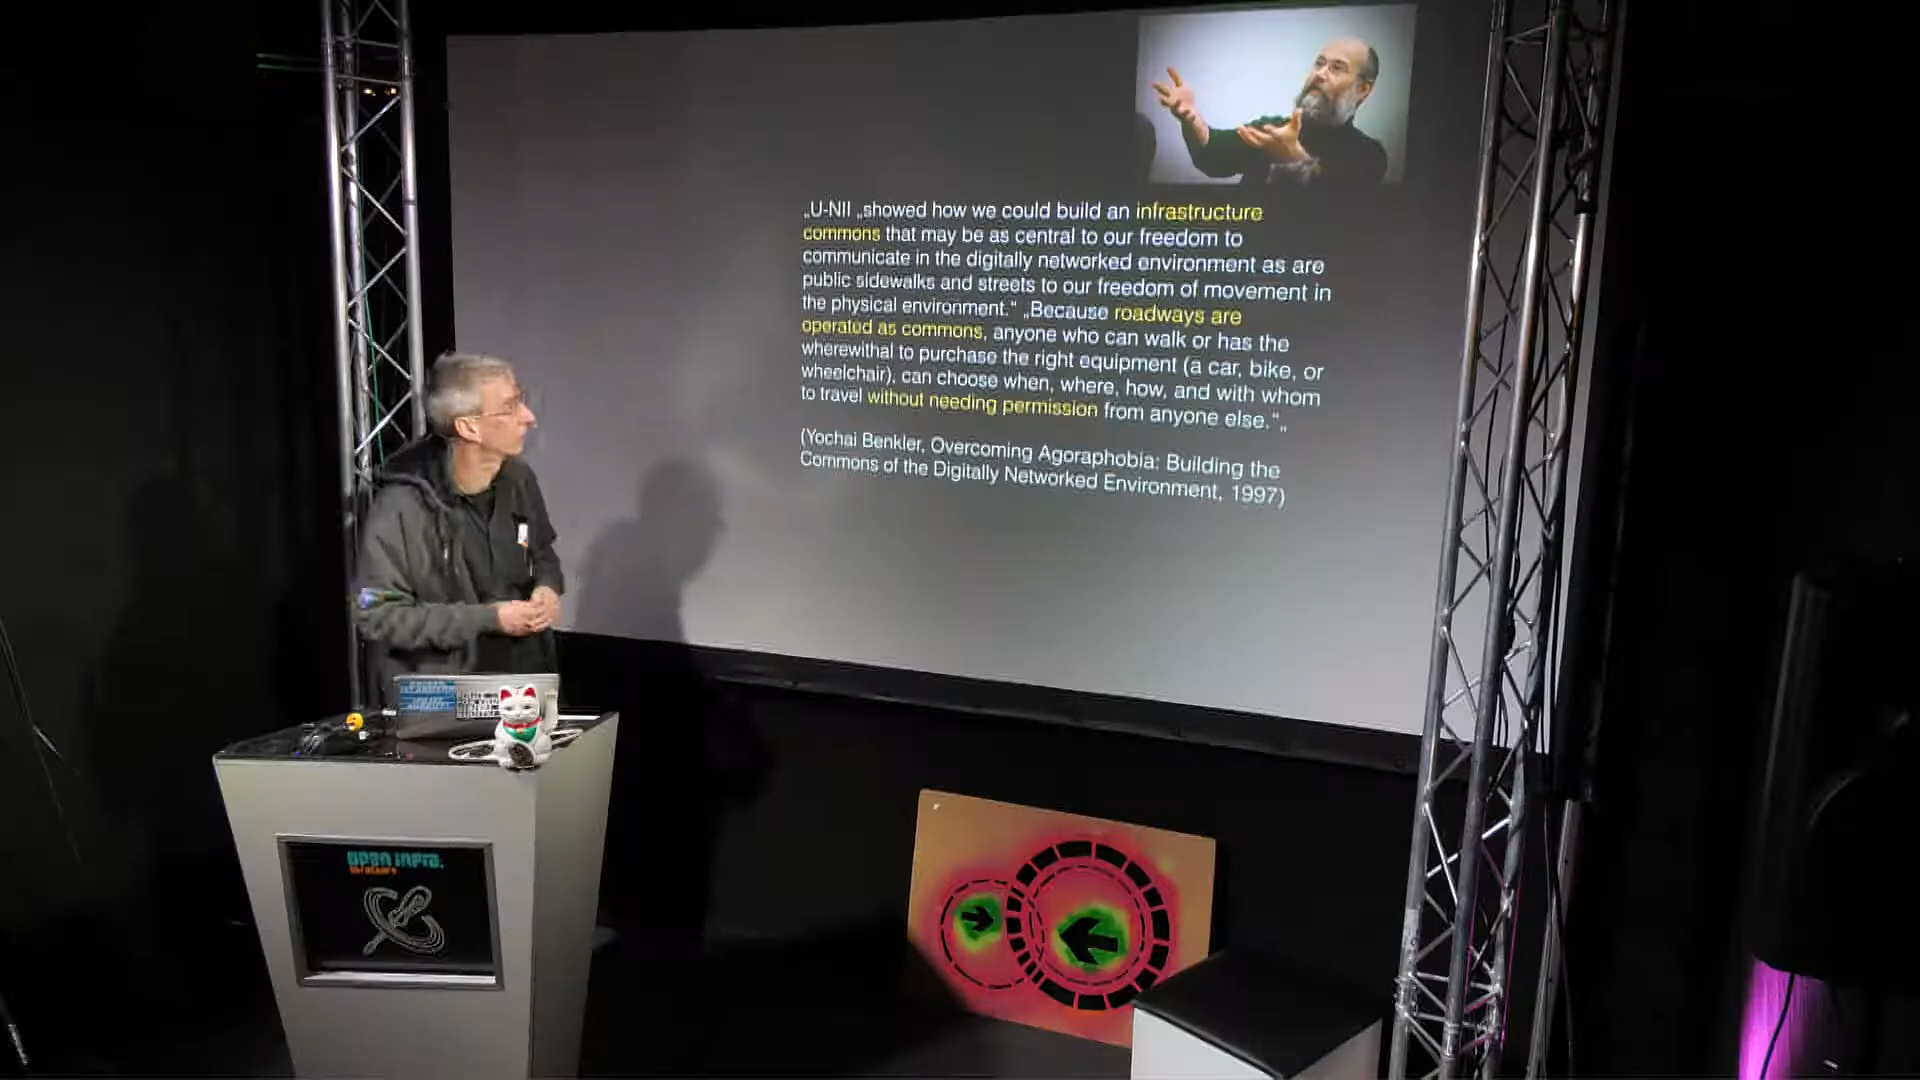 „U-NII „showed how we could build an infrastructure
commons that may be as central to our freedom to
communicate in the digitally networked environment as are
public sidewalks and streets to our freedom of movement in
the physical environment.“ „Because roadways are
operated as commons, anyone who can walk or has the
wherewithal to purchase the right equipment (a car, bike, or
wheelchair), can choose when, where, how, and with whom
to travel without needing permission from anyone else.“„
(Yochai Benkler, Overcoming Agoraphobia: Building the
Commons of the Digitally Networked Environment, 1997)
open infra.